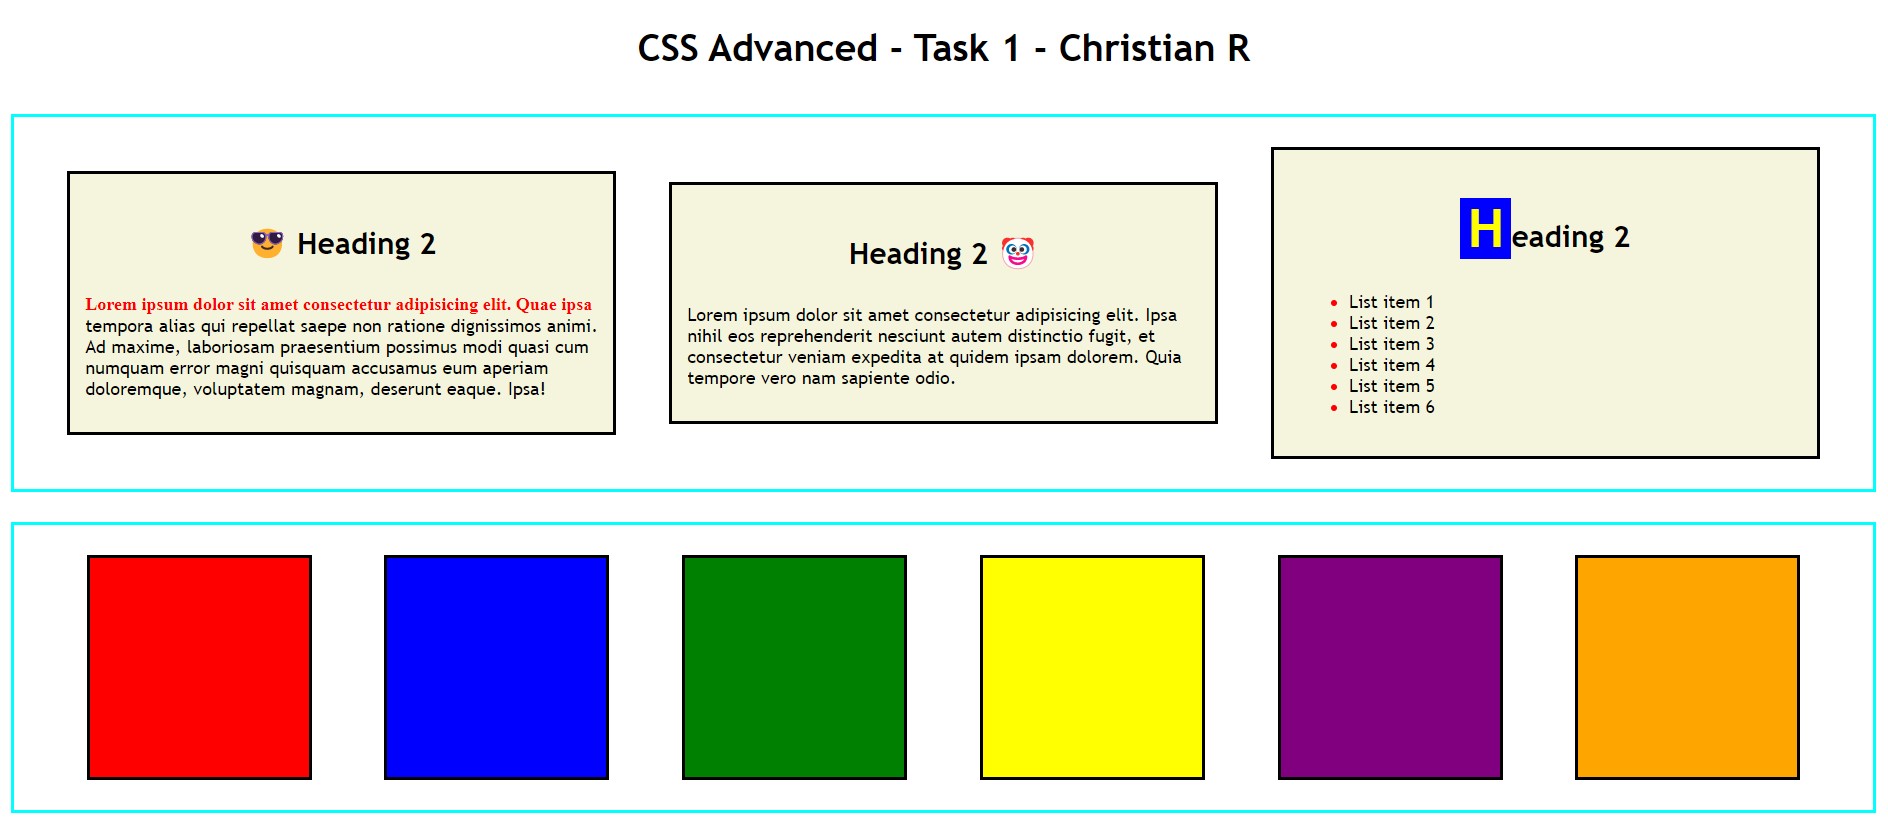 CSS Advanced - Task 1 - Christian R
😎 Heading 2
Lorem ipsum dolor sit amet consectetur adipisicing elit. Quae ipsa
tempora alias qui repellat saepe non ratione dignissimos animi.
Ad maxime, laboriosam praesentium possimus modi quasi cum
numquam error magni quisquam accusamus eum aperiam
doloremque, voluptatem magnam, deserunt eaque. Ipsa!
Heading 2 🤡
Lorem ipsum dolor sit amet consectetur adipisicing elit. Ipsa
nihil eos reprehenderit nesciunt autem distinctio fugit, et
consectetur veniam expedita at quidem ipsam dolorem. Quia
tempore vero nam sapiente odio.
Heading 2
• List item 1
• List item 2
• List item 3
• List item 4
• List item 5
• List item 6